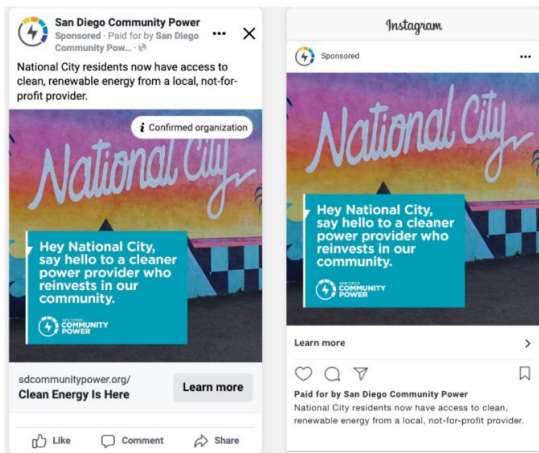 San Diego Community Power
Sponsored · Paid for by San Diego
Community Pow... ·
National City residents now have access to
clean, renewable energy from a local, not-for-
profit provider.
i Confirmed organization
National City
Hey National City,
say hello to a cleaner
power provider who
reinvests in our
community.
SAN DIEGO
COMMUNITY
POWER
sdcommunitypower.org/
Clean Energy Is Here
Learn more
Like
Comment
Share
Instagram
Sponsored
National City
Hey National City,
say hello to a cleaner
power provider who
reinvests in our
community.
SAN DIEGO
COMMUNITY
POWER
Learn more
Paid for by San Diego Community Power
National City residents now have access to clean,
renewable energy from a local, not-for-profit provider.